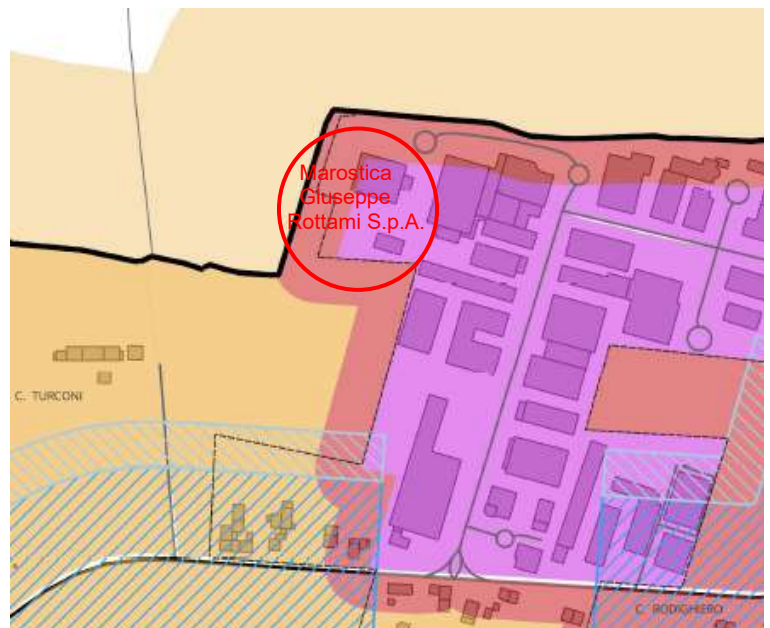 Marostica
Giuseppe
Rottami S.p.A.
C. TURCONI
C. RODIGHIERO